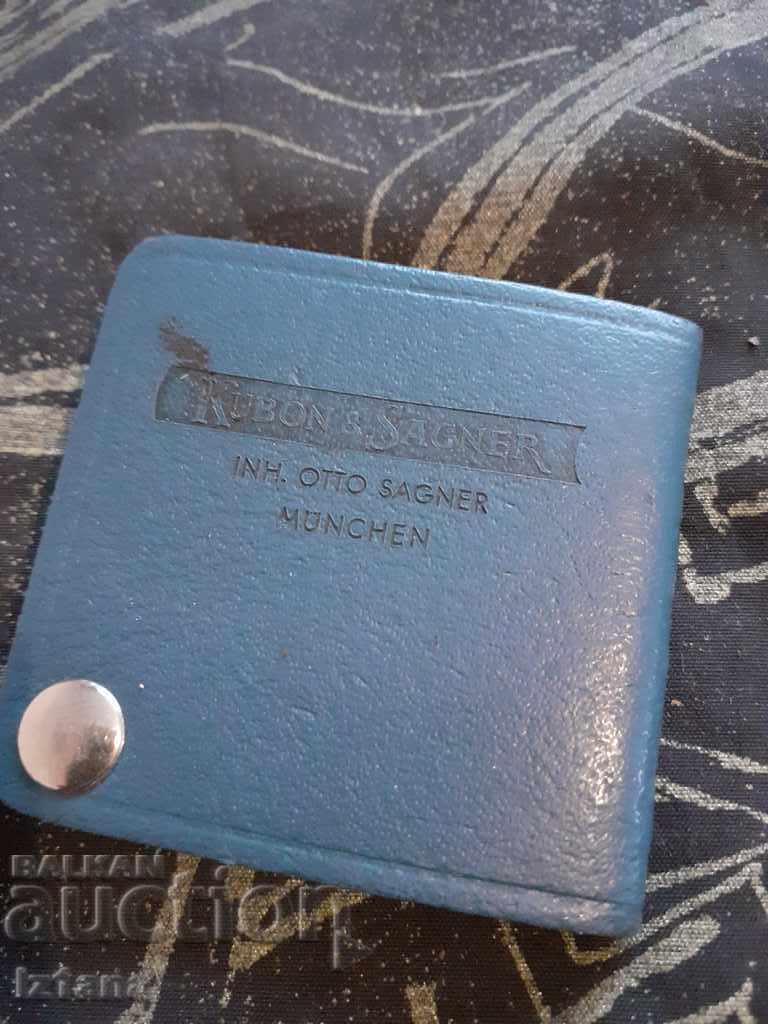 KUBON & SAGNER
INH. OTTO SAGNER
MÜNCHEN
BALKAN
auction
Iztana